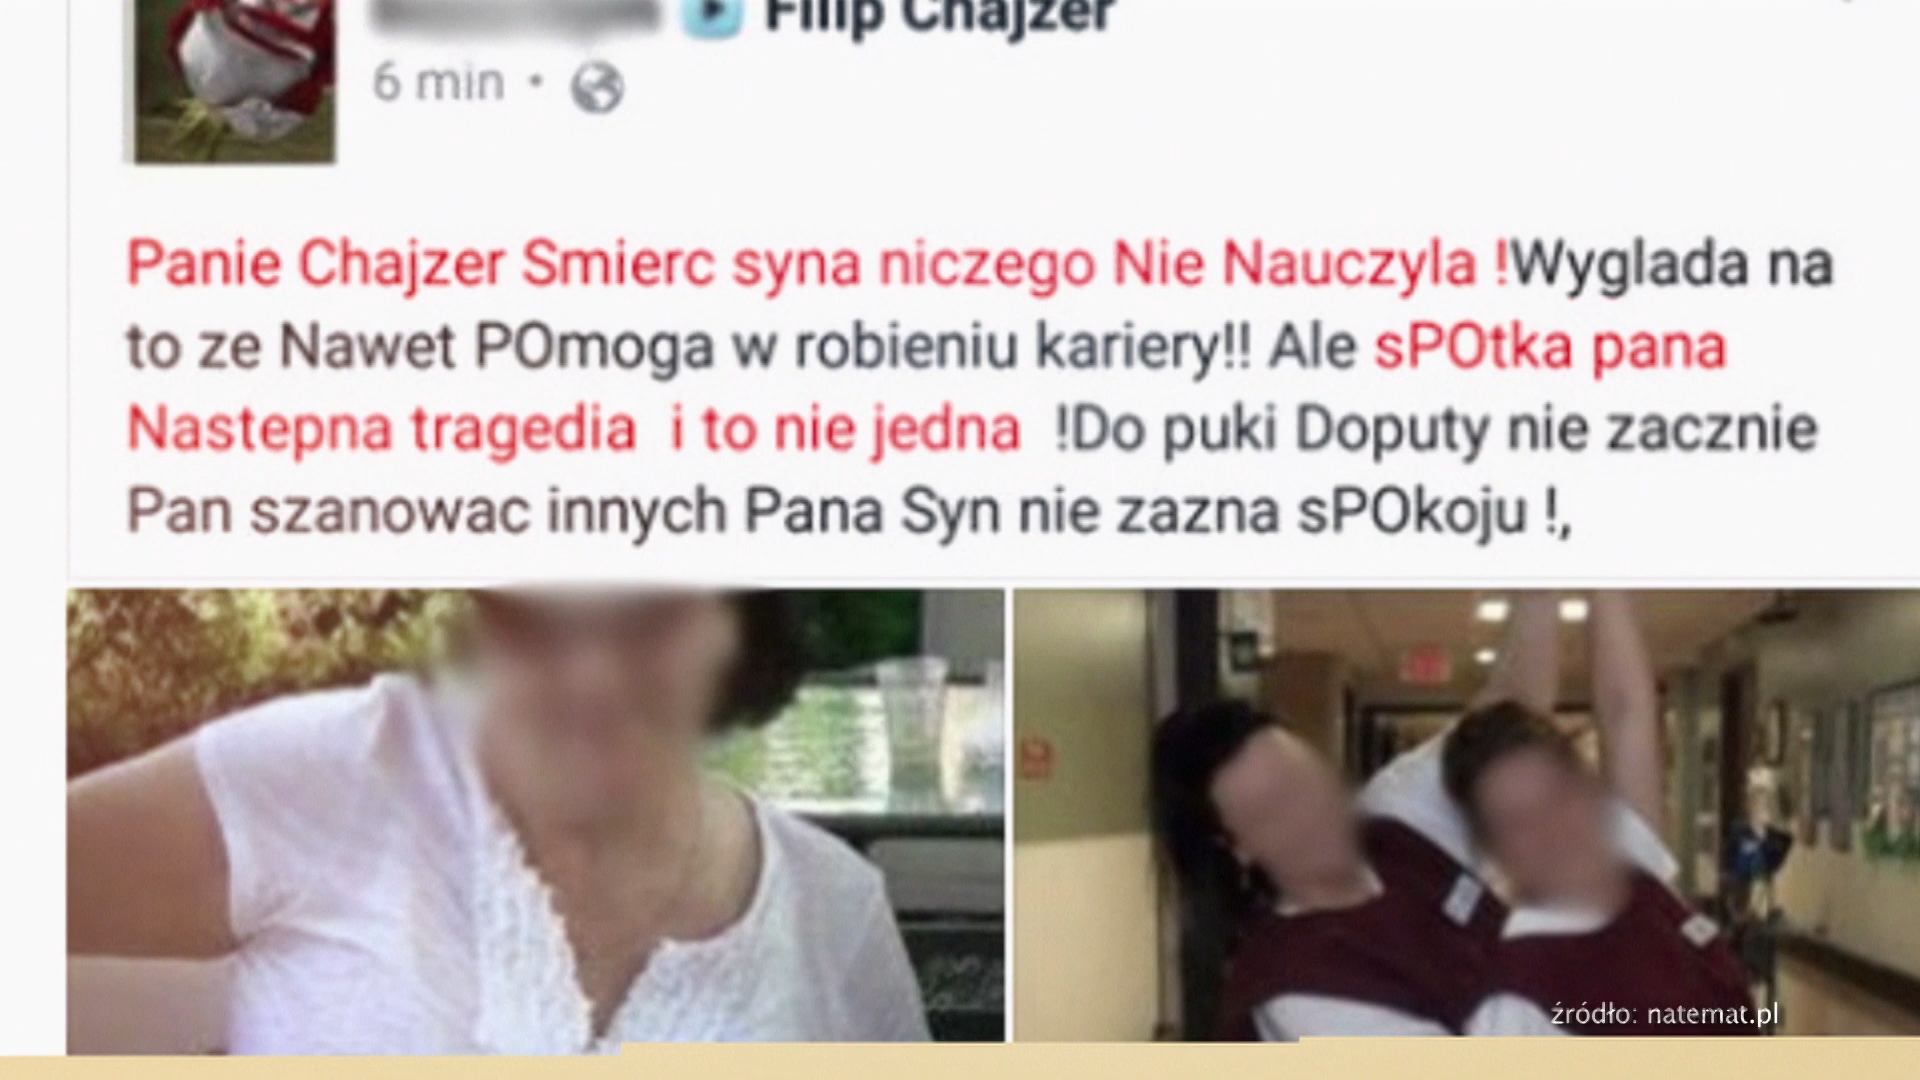 Filip Chajzer
6 min
Panie Chajzer Smierc syna niczego Nie Nauczyla !Wyglada na
to ze Nawet POmoga w robieniu kariery!! Ale sPOtka pana
Nastepna tragedia i to nie jedna !Do puki Doputy nie zacznie
Pan szanowac innych Pana Syn nie zazna sPOkoju !,
źródło: natemat.pl